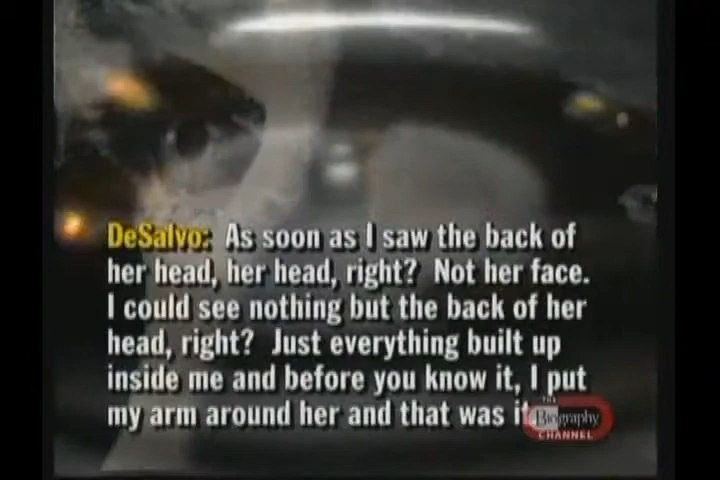 DeSalvo: As soon as I saw the back of
her head, her head, right? Not her face.
I could see nothing but the back of her
head, right? Just everything built up
inside me and before you know it, I put
my arm around her and that was it
THE
Biography
CHANNEL